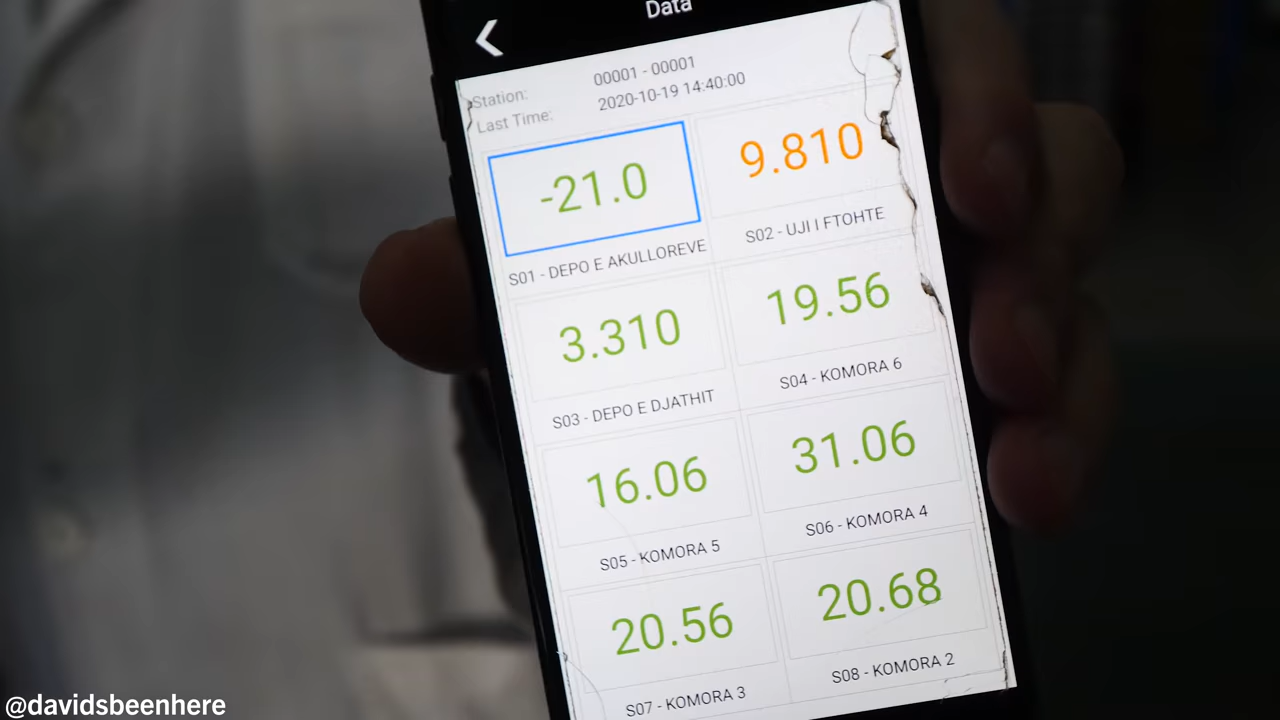 Data
Station: 00001 - 00001
Last Time: 2020-10-19 14:40:00
-21.0
9.810
S01 - DEPO E AKULLOREVE
S02 - UJI I FTOHTE
3.310
19.56
S03 - DEPO E DJATHIT
S04 - KOMORA 6
16.06
31.06
S05 - KOMORA 5
S06 - KOMORA 4
20.56
20.68
S07 - KOMORA 3
S08 - KOMORA 2
@davidsbeenhere